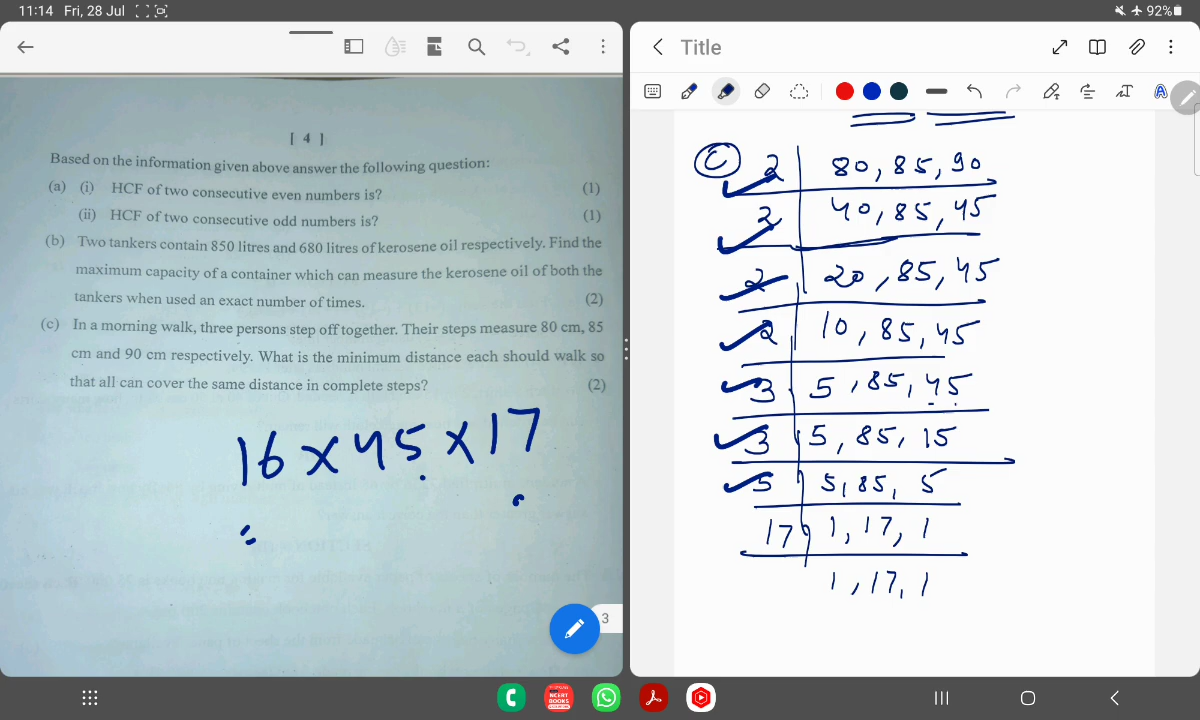 11:14 Fri, 28 Jul
92%
[ 4 ]
Based on the information given above answer the following question:
(a) (i) HCF of two consecutive even numbers is? (1)
(ii) HCF of two consecutive odd numbers is? (1)
(b) Two tankers contain 850 litres and 680 litres of kerosene oil respectively. Find the
maximum capacity of a container which can measure the kerosene oil of both the
tankers when used an exact number of times. (2)
(c) In a morning walk, three persons step off together. Their steps measure 80 cm, 85
cm and 90 cm respectively. What is the minimum distance each should walk so
that all can cover the same distance in complete steps? (2)
16 × 45 × 17
=
3
Title
C 2 80, 85, 90
2 40, 85, 45
2 20, 85, 45
2 10, 85, 45
3 5, 85, 45
3 5, 85, 15
5 5, 85, 5
17 1, 17, 1
1, 17, 1